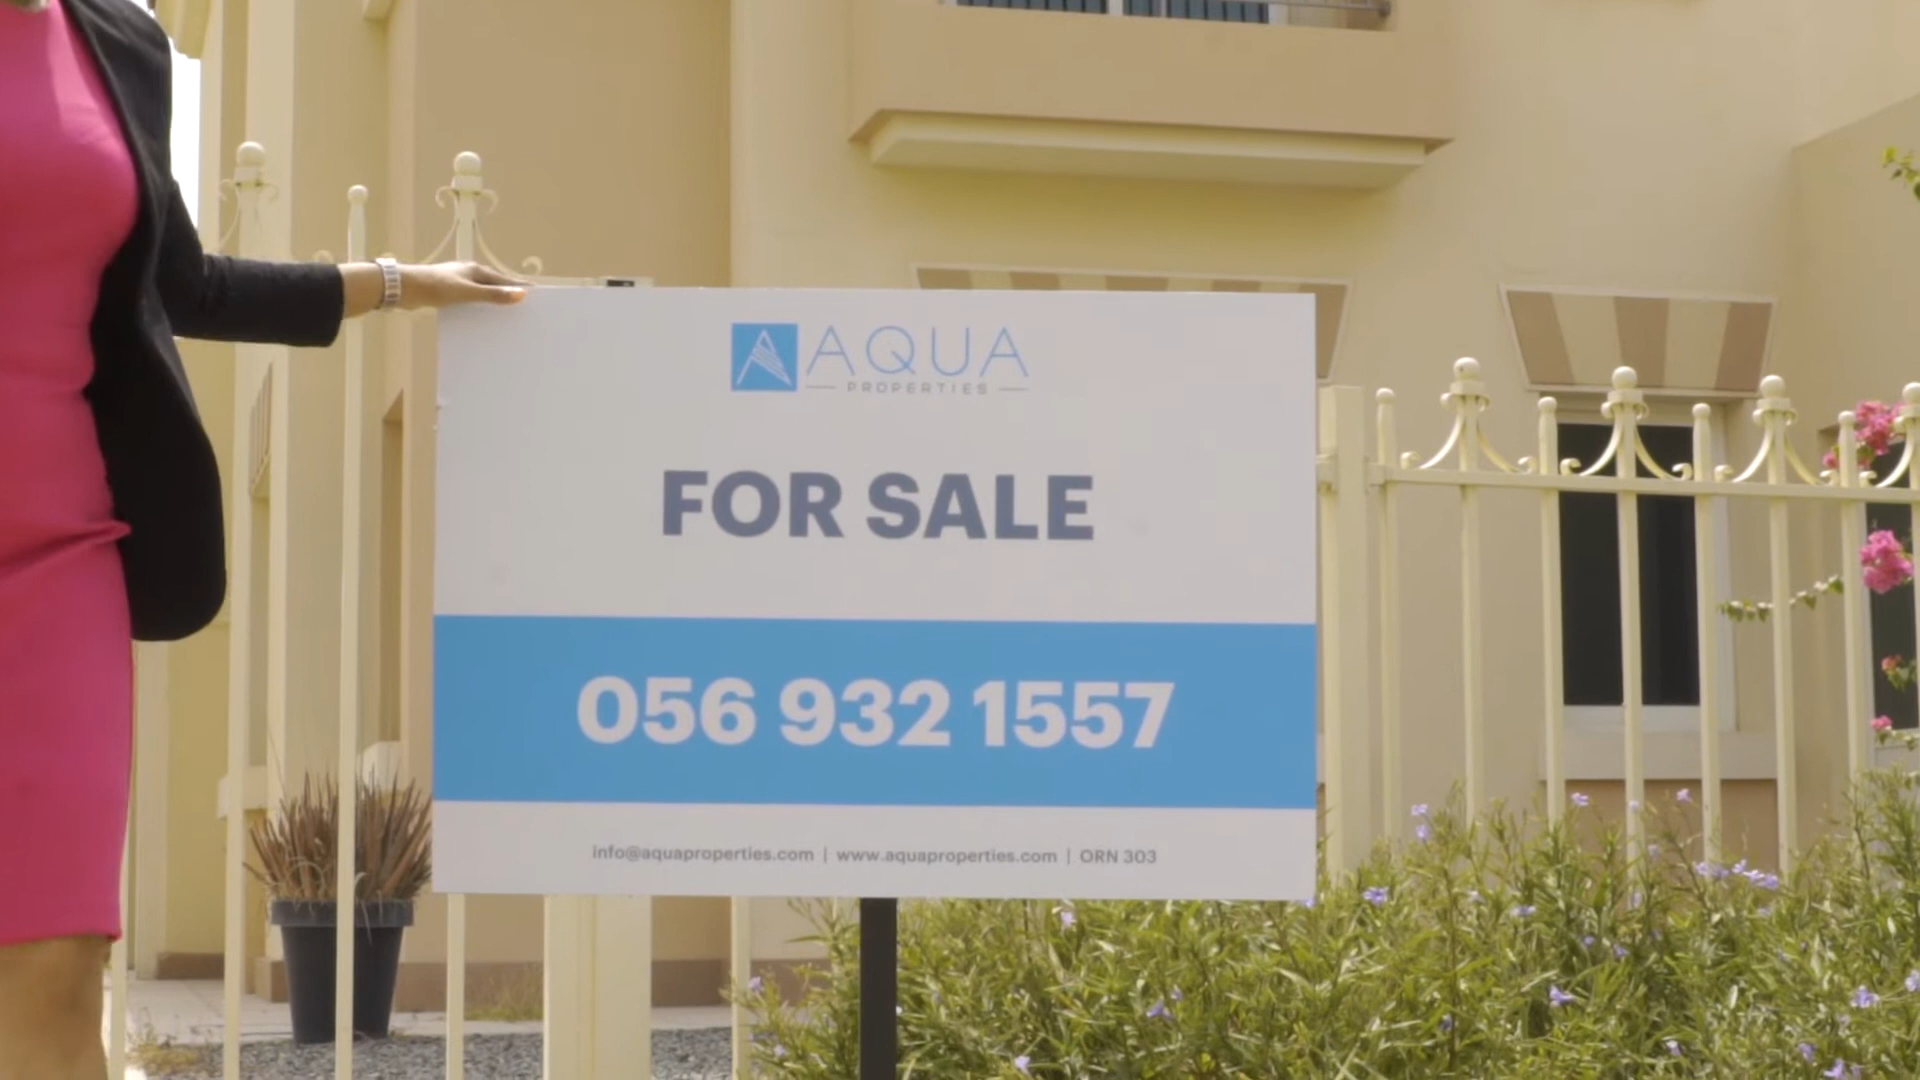 AQUA
PROPERTIES
FOR SALE
056 932 1557
info@aquaproperties.com | www.aquaproperties.com | ORN 303